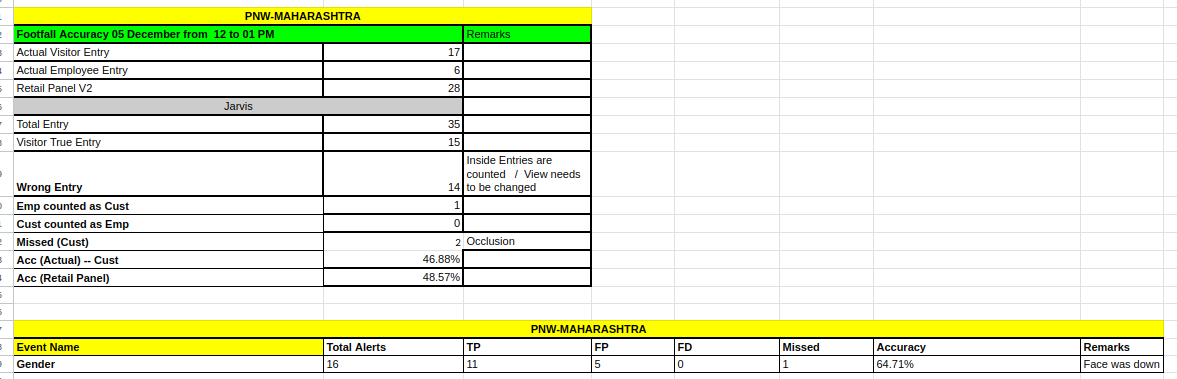 PNW-MAHARASHTRA
Footfall Accuracy 05 December from  12 to 01 PM Remarks
Actual Visitor Entry 17
Actual Employee Entry 6
Retail Panel V2 28
Jarvis
Total Entry 35
Visitor True Entry 15
Inside Entries are
counted  /  View needs
Wrong Entry 14 to be changed
Emp counted as Cust 1
Cust counted as Emp 0
Missed (Cust) 2 Occlusion
Acc (Actual) -- Cust 46.88%
Acc (Retail Panel) 48.57%
PNW-MAHARASHTRA
Event Name Total Alerts TP FP FD Missed Accuracy Remarks
Gender 16 11 5 0 1 64.71% Face was down